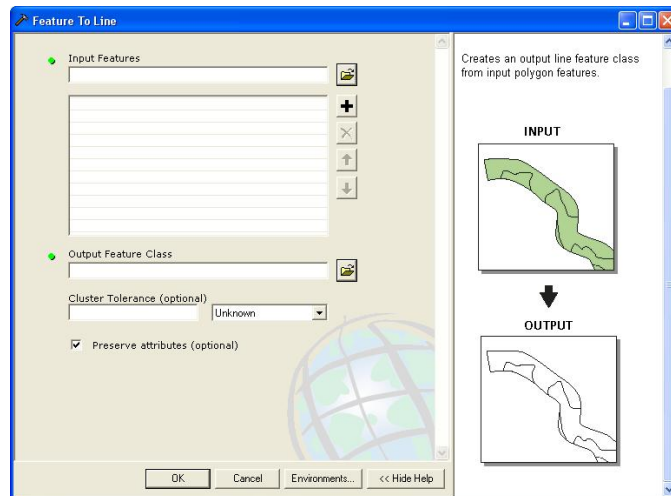 Feature To Line
Input Features
Output Feature Class
Cluster Tolerance (optional)
Unknown
Preserve attributes (optional)
OK
Cancel
Environments...
<< Hide Help
Creates an output line feature class
from input polygon features.
INPUT
OUTPUT